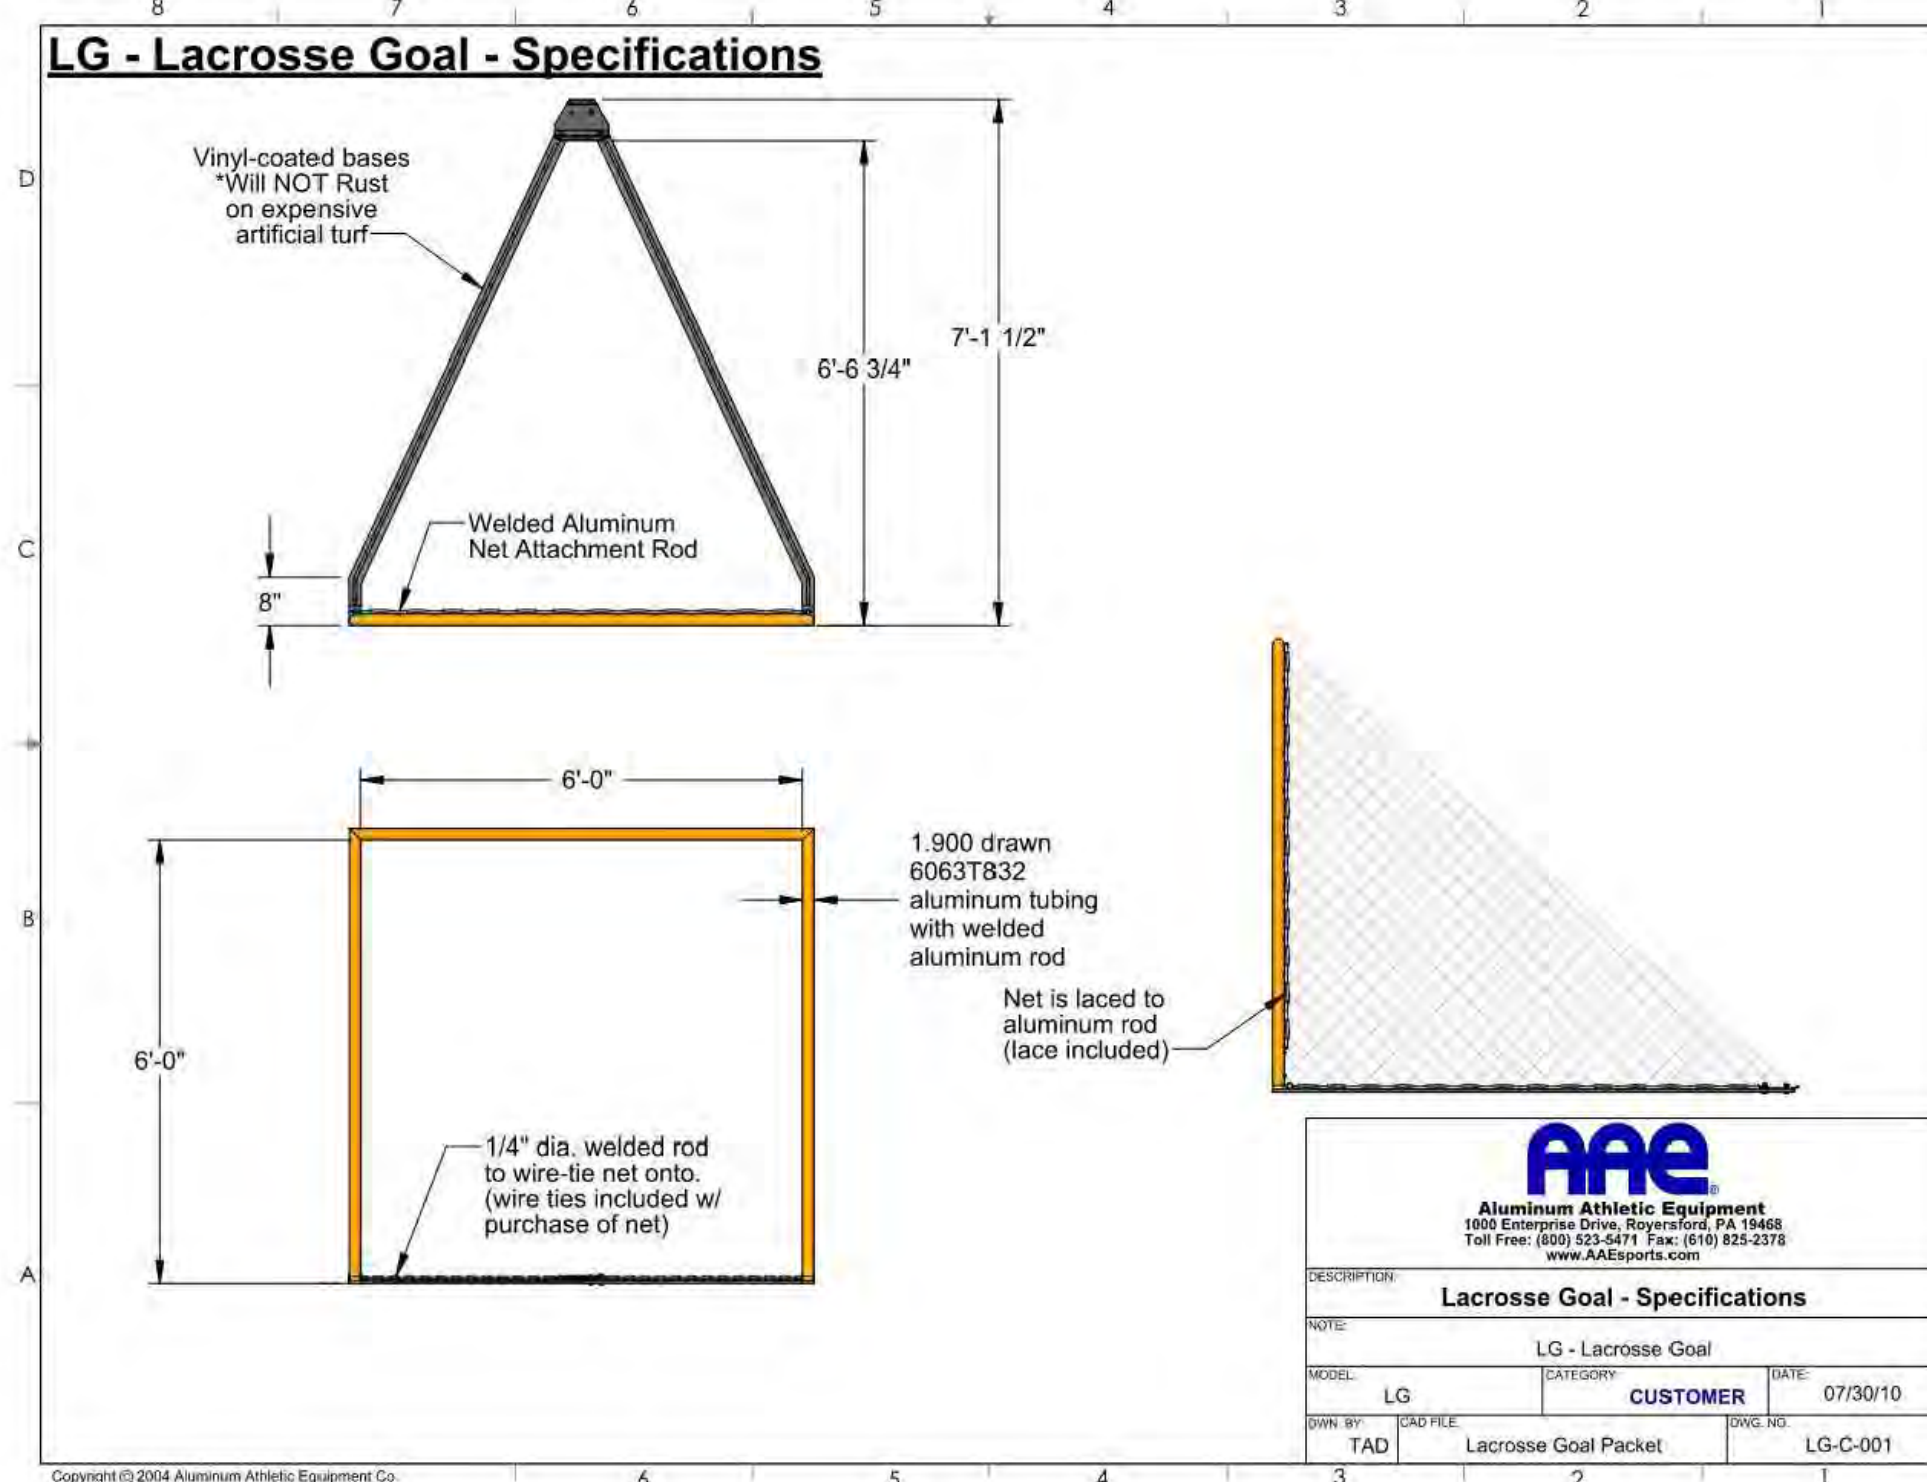 8 7 6 5 4 3 2 1
LG - Lacrosse Goal - Specifications
Vinyl-coated bases
*Will NOT Rust
on expensive
artificial turf
D
7'-1 1/2"
6'-6 3/4"
Welded Aluminum
Net Attachment Rod
C
8"
6'-0"
1.900 drawn
6063T832
aluminum tubing
with welded
aluminum rod
B
Net is laced to
aluminum rod
(lace included)
6'-0"
1/4" dia. welded rod
to wire-tie net onto.
(wire ties included w/
purchase of net)
A
AAE®
Aluminum Athletic Equipment
1000 Enterprise Drive, Royersford, PA 19468
Toll Free: (800) 523-5471 Fax: (610) 825-2378
www.AAEsports.com
DESCRIPTION:
Lacrosse Goal - Specifications
NOTE:
LG - Lacrosse Goal
MODEL: CATEGORY: DATE:
LG CUSTOMER 07/30/10
DWN. BY: CAD FILE: DWG. NO.
TAD Lacrosse Goal Packet LG-C-001
Copyright © 2004 Aluminum Athletic Equipment Co.
6 5 4 3 2 1